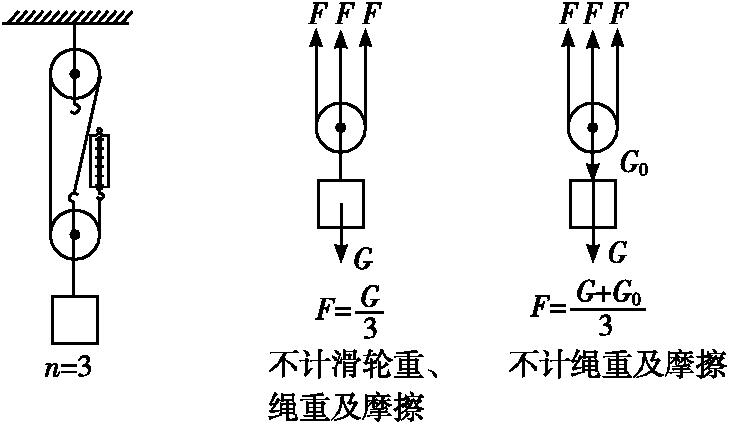 n=3
F F F
G
F=G/3
不计滑轮重、
绳重及摩擦
F F F
G₀
G
F=G+G₀/3
不计绳重及摩擦